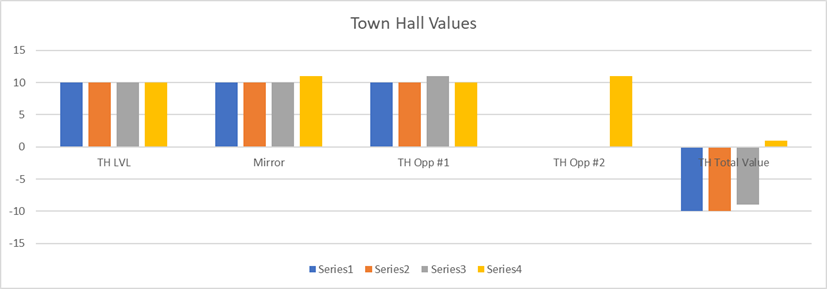 Town Hall Values
15
10
5
0
TH LVL Mirror TH Opp #1 TH Opp #2 TH Total Value
-5
-10
-15
Series1 Series2 Series3 Series4